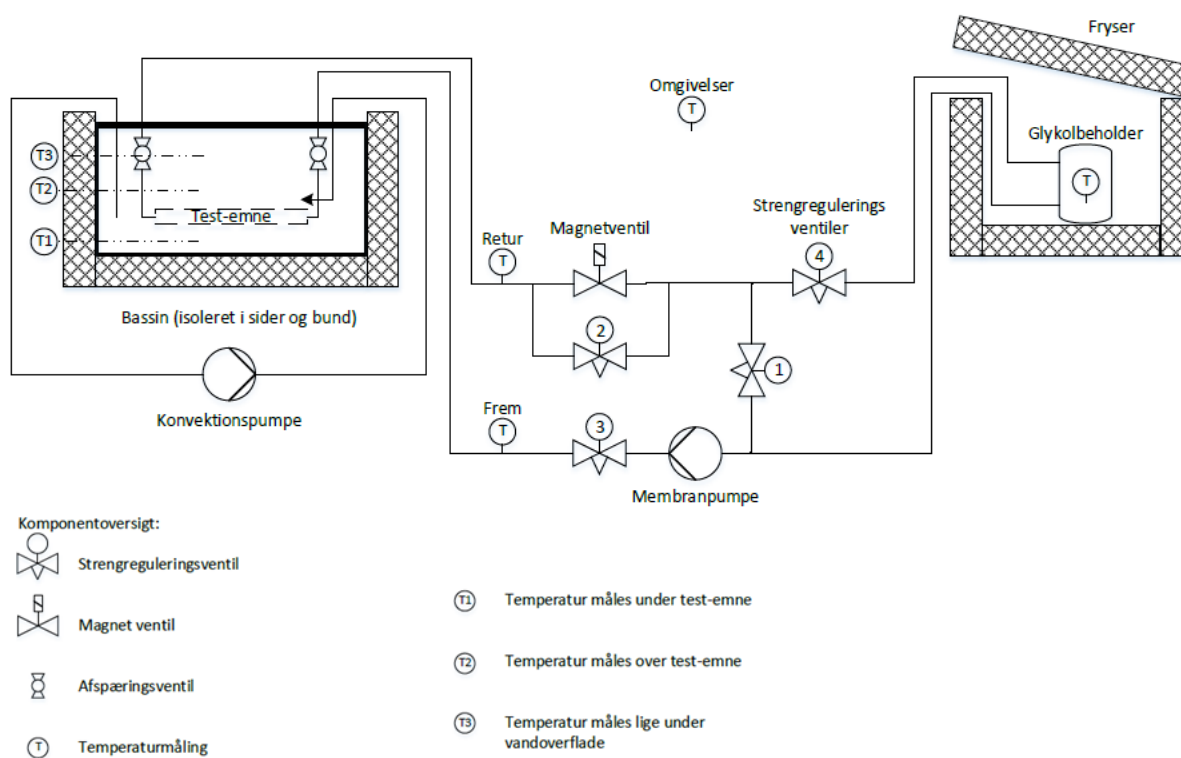 Fryser
Omgivelser
T
Glykolbeholder
T
T3
T2
Test-emne
T1
Strengregulerings
ventiler
Magnetventil
Retur
T
4
Bassin (isoleret i sider og bund)
2
1
Konvektionspumpe
Frem
T
3
Membranpumpe
Komponentoversigt:
Strengreguleringsventil
Magnet ventil
Afspæringsventil
T
Temperaturmåling
T1
Temperatur måles under test-emne
T2
Temperatur måles over test-emne
T3
Temperatur måles lige under
vandoverflade